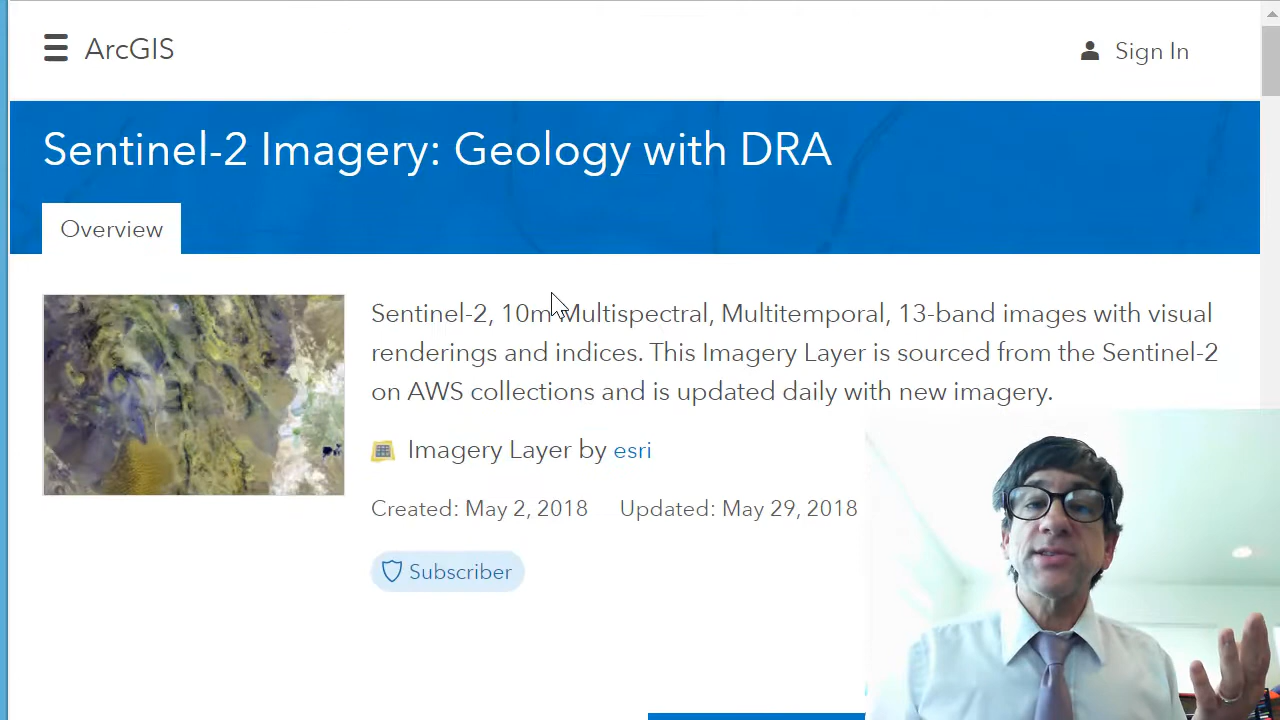 ArcGIS
Sign In
Sentinel-2 Imagery: Geology with DRA
Overview
Sentinel-2, 10m Multispectral, Multitemporal, 13-band images with visual
renderings and indices. This Imagery Layer is sourced from the Sentinel-2
on AWS collections and is updated daily with new imagery.
Imagery Layer by esri
Created: May 2, 2018 Updated: May 29, 2018
Subscriber